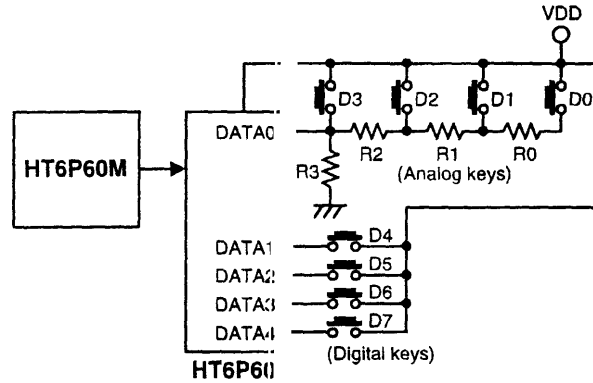 VDD
D3 D2 D1 D0
DATA0
R2 R1 R0
HT6P60M
R3 (Analog keys)
DATA1 D4
DATA2 D5
DATA3 D6
DATA4 D7
(Digital keys)